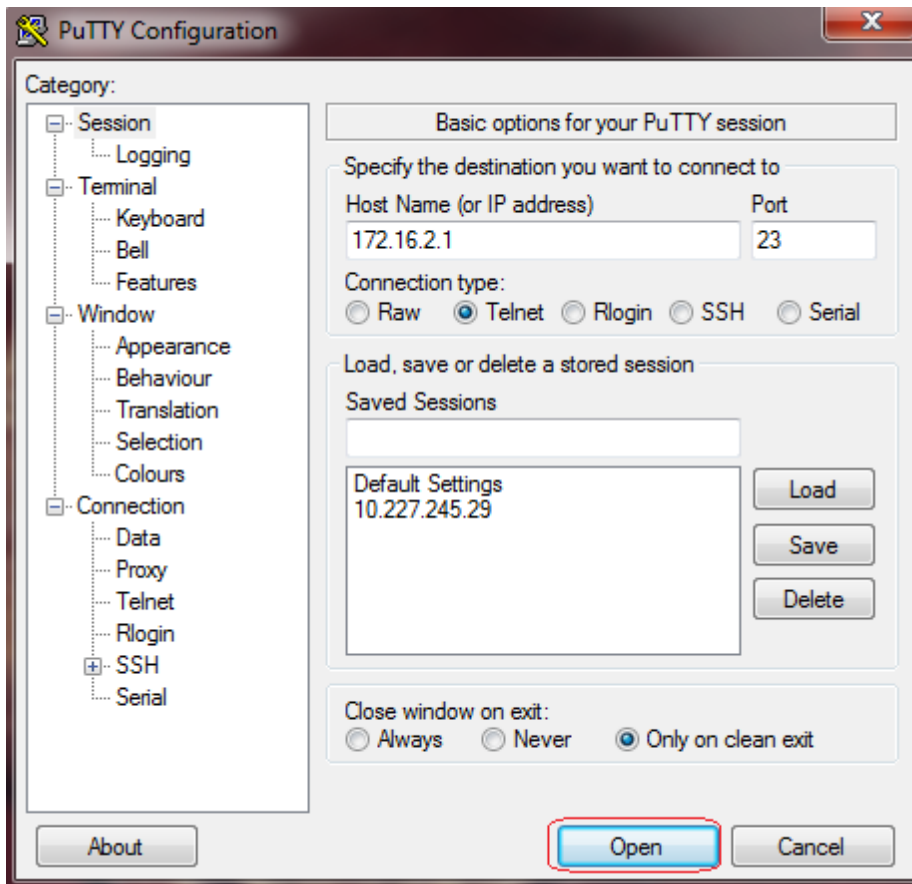 PuTTY Configuration
Category:
Session
Logging
Terminal
Keyboard
Bell
Features
Window
Appearance
Behaviour
Translation
Selection
Colours
Connection
Data
Proxy
Telnet
Rlogin
SSH
Serial
Basic options for your PuTTY session
Specify the destination you want to connect to
Host Name (or IP address) Port
172.16.2.1 23
Connection type:
Raw Telnet Rlogin SSH Serial
Load, save or delete a stored session
Saved Sessions
Default Settings
10.227.245.29
Load
Save
Delete
Close window on exit:
Always Never Only on clean exit
About Open Cancel